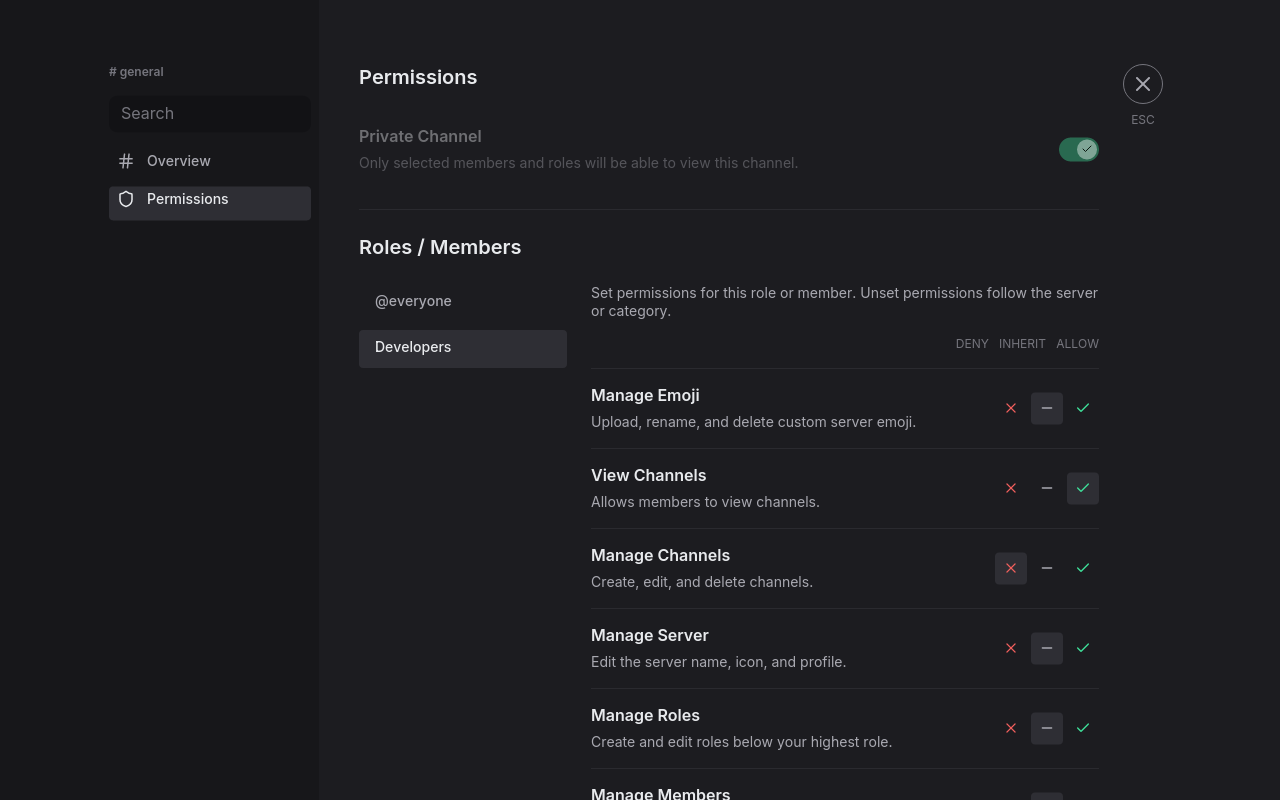 # general
Search
Overview
Permissions
Permissions
ESC
Private Channel
Only selected members and roles will be able to view this channel.
Roles / Members
@everyone
Developers
Set permissions for this role or member. Unset permissions follow the server
or category.
DENY INHERIT ALLOW
Manage Emoji
Upload, rename, and delete custom server emoji.
View Channels
Allows members to view channels.
Manage Channels
Create, edit, and delete channels.
Manage Server
Edit the server name, icon, and profile.
Manage Roles
Create and edit roles below your highest role.
Manage Members